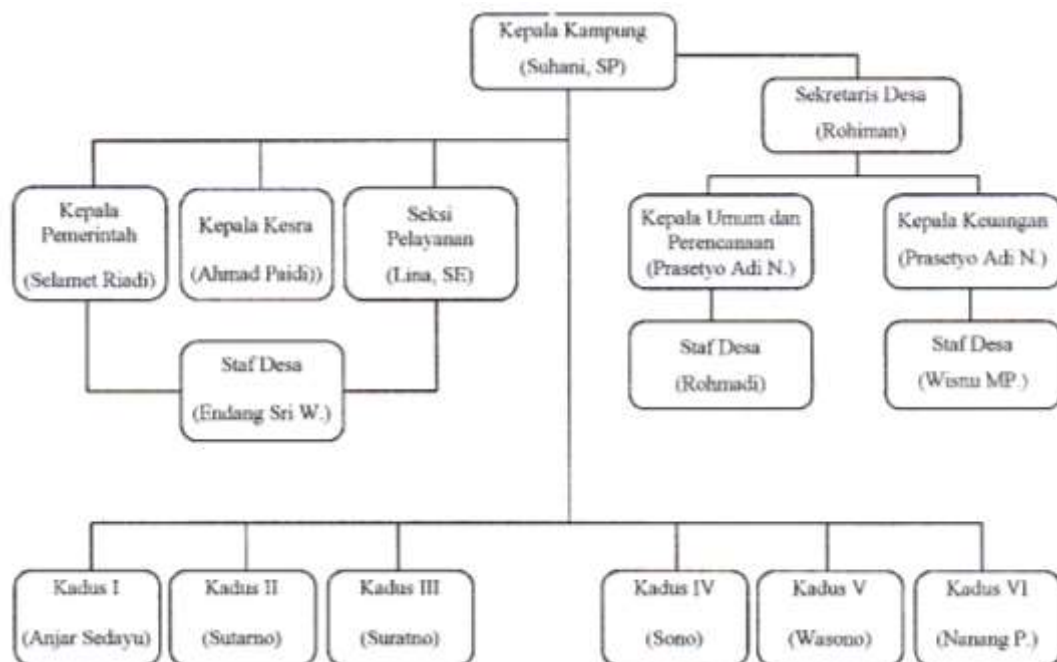 Kepala Kampung
(Suhani, SP)
Sekretaris Desa
(Rohiman)
Kepala
Pemerintah
(Selamet Riadi)
Kepala Kesra
(Ahmad Paidi))
Seksi
Pelayanan
(Lina, SE)
Kepala Umum dan
Perencanaan
(Prasetyo Adi N.)
Kepala Keuangan
(Prasetyo Adi N.)
Staf Desa
(Endang Sri W.)
Staf Desa
(Rohmadi)
Staf Desa
(Wisnu MP.)
Kadus I
(Anjar Sedayu)
Kadus II
(Sutarno)
Kadus III
(Suratno)
Kadus IV
(Sono)
Kadus V
(Wasono)
Kadus VI
(Nanang P.)